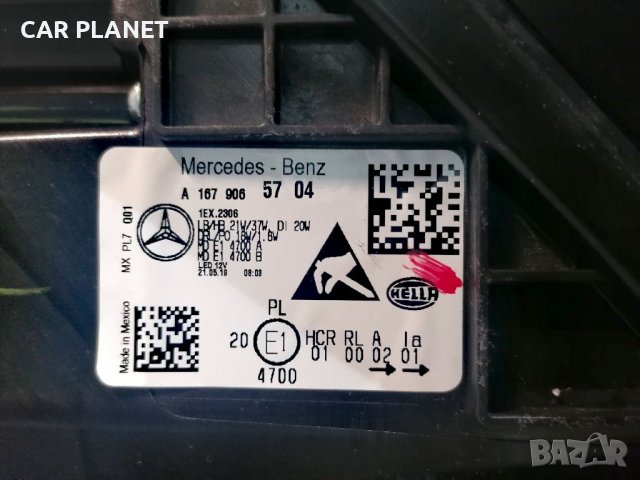 CAR PLANET
Mercedes - Benz
A 167 906 57 04
MX PL7 Q01
1EX.2306
LB/HB 21W/37W, DI 20W
DRL/PO 18W/1.8W
MD E1 4700 A
MD E1 4700 B
LED 12V
21.05.19 08:03
HELLA
Made in Mexico
PL
20 E1 HCR RL A Ia
01 00 02 01
4700
BAZAR